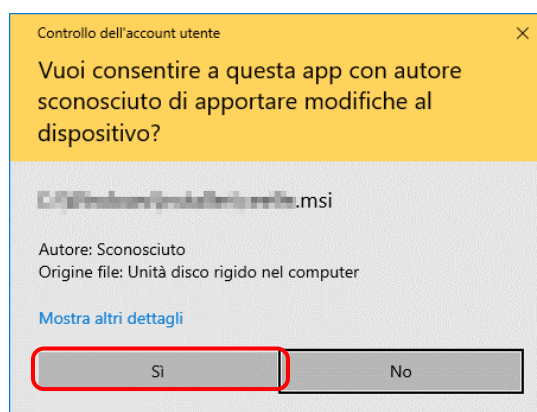 Controllo dell'account utente
Vuoi consentire a questa app con autore
sconosciuto di apportare modifiche al
dispositivo?
.msi
Autore: Sconosciuto
Origine file: Unità disco rigido nel computer
Mostra altri dettagli
Sì
No